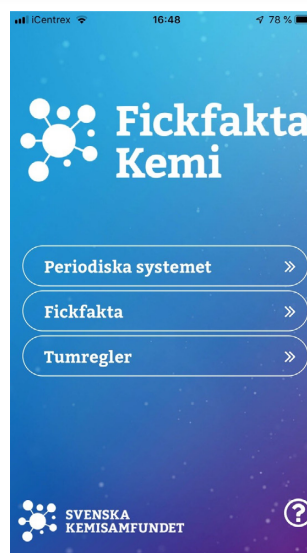 iCentrex 16:48 78 %
Fickfakta
Kemi
Periodiska systemet
Fickfakta
Tumregler
SVENSKA
KEMISAMFUNDET
?